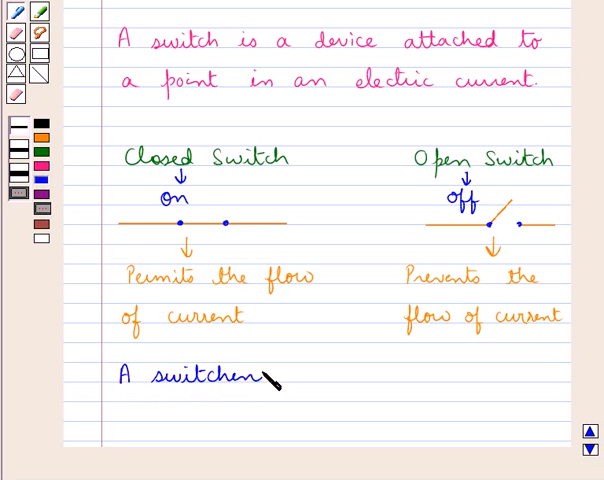 A switch is a device attached to
a point in an electric current.
Closed Switch
on
Permits the flow
of current
Open Switch
off
Prevents the
flow of current
A switchen